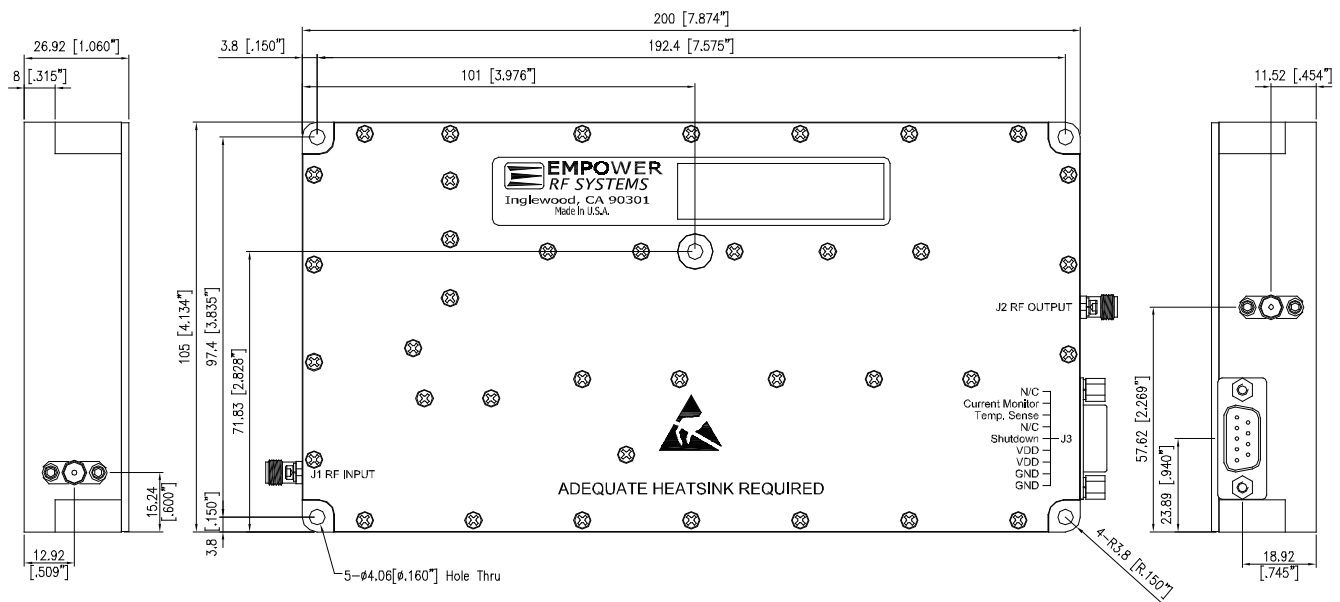 200 [7.874"]
26.92 [1.060"]
3.8 [.150"]
192.4 [7.575"]
8 [.315"]
101 [3.976"]
11.52 [.454"]
EMPOWER
RF SYSTEMS
Inglewood, CA 90301
Made In U.S.A.
105 [4.134"]
97.4 [3.835"]
71.83 [2.828"]
J2 RF OUTPUT
N/C
Current Monitor
Temp. Sense
N/C
Shutdown
J3
VDD
VDD
GND
GND
57.62 [2.269"]
23.89 [.940"]
J1 RF INPUT
15.24
[.600"]
ADEQUATE HEATSINK REQUIRED
3.8 [.150"]
12.92
[.509"]
5-ø4.06[ø.160"] Hole Thru
4-R3.8 [R.150"]
18.92
[.745"]